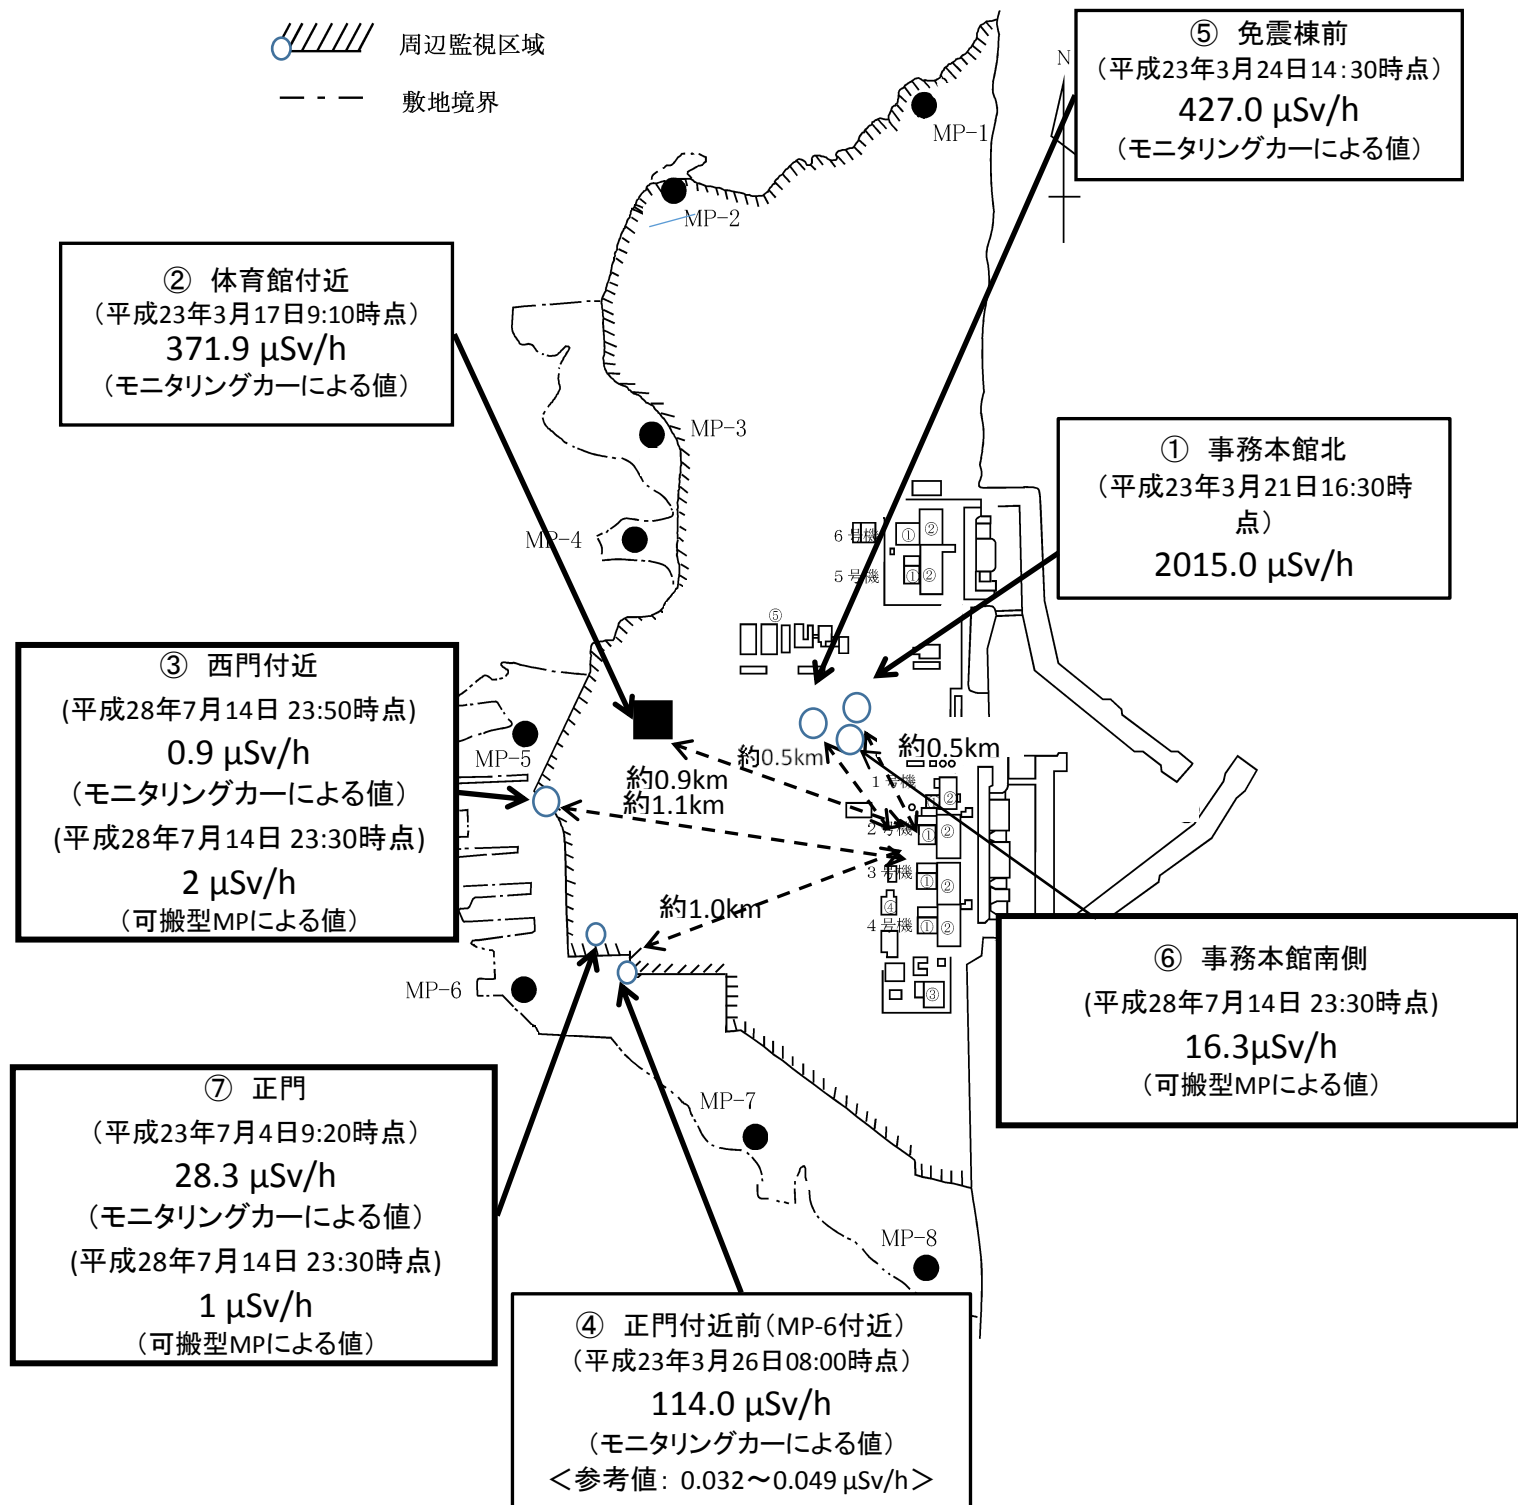 周辺監視区域
敷地境界
⑤ 免震棟前
（平成23年3月24日14:30時点）
427.0 µSv/h
（モニタリングカーによる値）
N
MP-1
MP-2
② 体育館付近
（平成23年3月17日9:10時点）
371.9 µSv/h
（モニタリングカーによる値）
MP-3
① 事務本館北
（平成23年3月21日16:30時
点）
2015.0 µSv/h
MP-4
6号機
①
②
5号機
①
②
⑤
③ 西門付近
(平成28年7月14日 23:50時点)
0.9 µSv/h
（モニタリングカーによる値）
(平成28年7月14日 23:30時点)
2 µSv/h
（可搬型MPによる値）
MP-5
約0.5km
約0.5km
約0.9km
約1.1km
1号機
①
②
2号機
①
②
3号機
①
②
④
4号機
①
②
約1.0km
③
MP-6
⑥ 事務本館南側
(平成28年7月14日 23:30時点)
16.3µSv/h
（可搬型MPによる値）
⑦ 正門
（平成23年7月4日9:20時点）
28.3 µSv/h
（モニタリングカーによる値）
(平成28年7月14日 23:30時点)
1 µSv/h
（可搬型MPによる値）
MP-7
MP-8
④ 正門付近前（MP-6付近）
（平成23年3月26日08:00時点）
114.0 µSv/h
（モニタリングカーによる値）
＜参考値：0.032～0.049 µSv/h＞